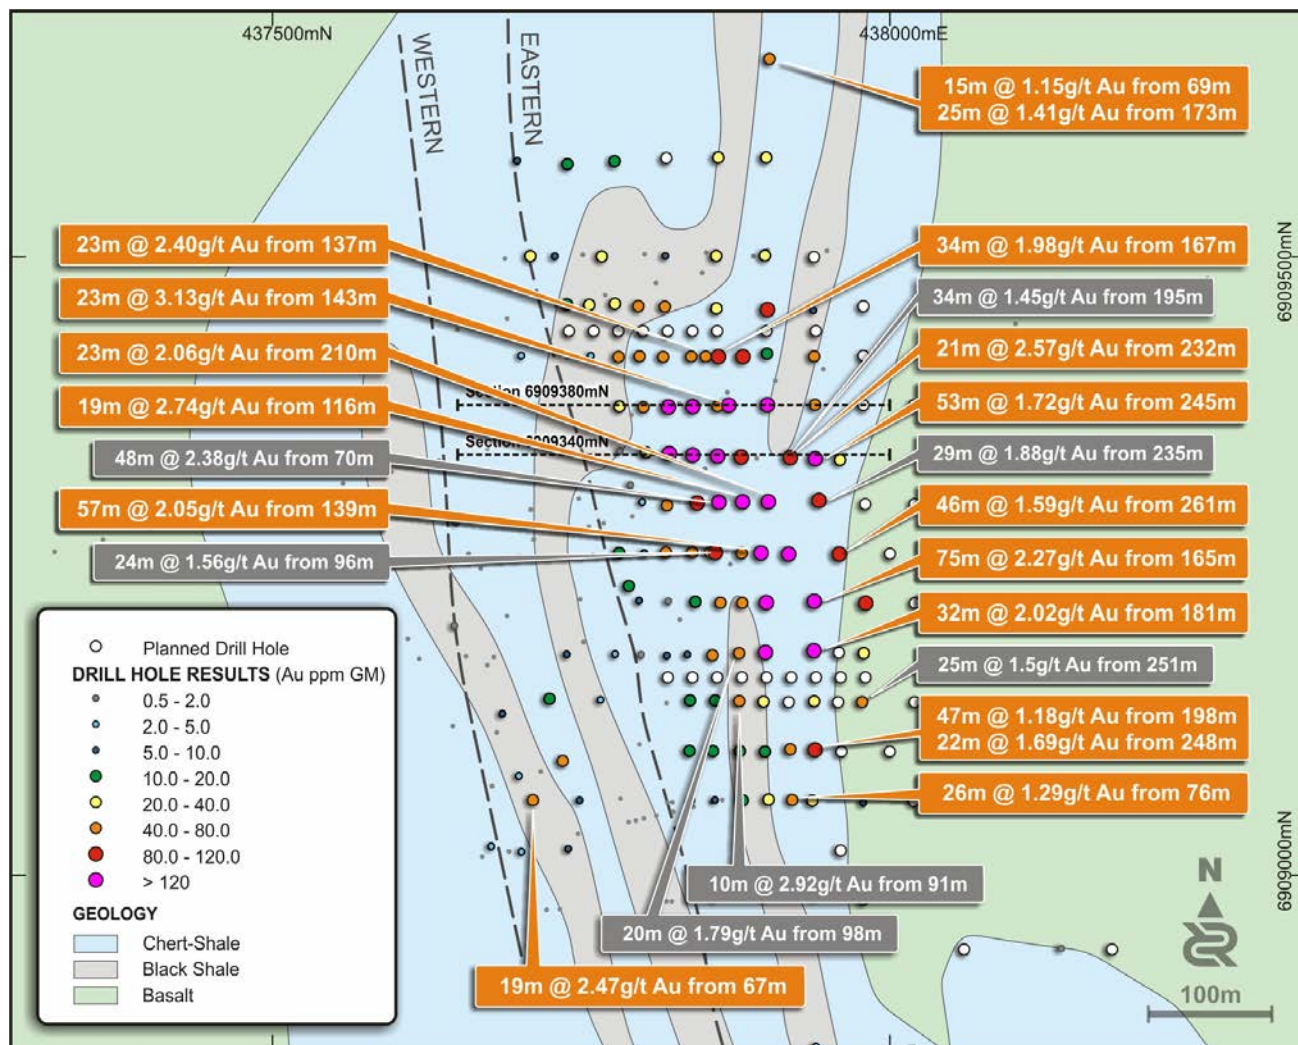 437500mN
438000mE
WESTERN
EASTERN
15m @ 1.15g/t Au from 69m
25m @ 1.41g/t Au from 173m
23m @ 2.40g/t Au from 137m
34m @ 1.98g/t Au from 167m
6909500mN
23m @ 3.13g/t Au from 143m
34m @ 1.45g/t Au from 195m
23m @ 2.06g/t Au from 210m
21m @ 2.57g/t Au from 232m
Section 6909380mN
19m @ 2.74g/t Au from 116m
53m @ 1.72g/t Au from 245m
Section 6909340mN
48m @ 2.38g/t Au from 70m
29m @ 1.88g/t Au from 235m
57m @ 2.05g/t Au from 139m
46m @ 1.59g/t Au from 261m
24m @ 1.56g/t Au from 96m
75m @ 2.27g/t Au from 165m
32m @ 2.02g/t Au from 181m
25m @ 1.5g/t Au from 251m
47m @ 1.18g/t Au from 198m
22m @ 1.69g/t Au from 248m
26m @ 1.29g/t Au from 76m
10m @ 2.92g/t Au from 91m
20m @ 1.79g/t Au from 98m
19m @ 2.47g/t Au from 67m
6909000mN
Planned Drill Hole
DRILL HOLE RESULTS (Au ppm GM)
0.5 - 2.0
2.0 - 5.0
5.0 - 10.0
10.0 - 20.0
20.0 - 40.0
40.0 - 80.0
80.0 - 120.0
> 120
GEOLOGY
Chert-Shale
Black Shale
Basalt
N
100m